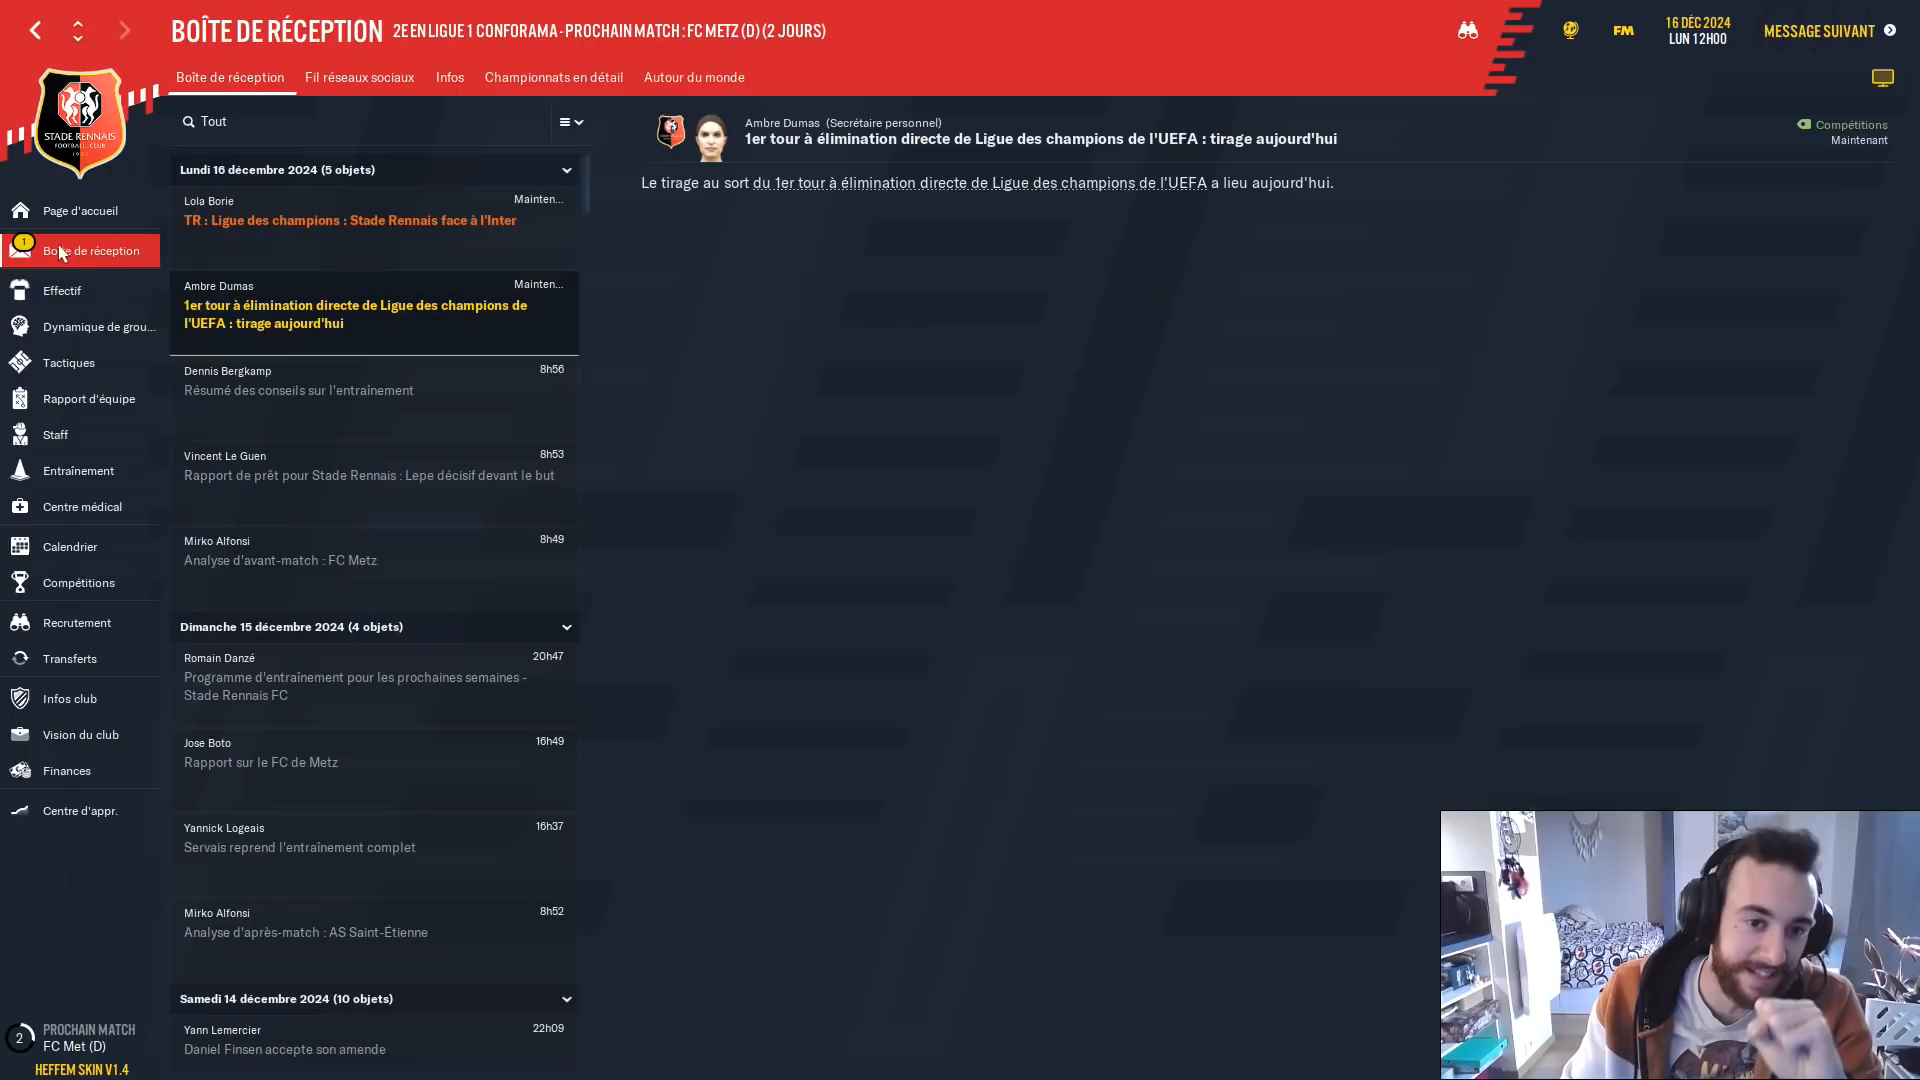 BOÎTE DE RÉCEPTION
2E EN LIGUE 1 CONFORAMA - PROCHAIN MATCH : FC METZ (D) (2 JOURS)
FM
16 DÉC 2024
LUN 12H00
MESSAGE SUIVANT
Boîte de réception
Fil réseaux sociaux
Infos
Championnats en détail
Autour du monde
STADE RENNAIS
FOOTBALL CLUB
1901
Page d'accueil
1
Boîte de réception
Effectif
Dynamique de grou...
Tactiques
Rapport d'équipe
Staff
Entraînement
Centre médical
Calendrier
Compétitions
Recrutement
Transferts
Infos club
Vision du club
Finances
Centre d'appr.
2
PROCHAIN MATCH
FC Met (D)
HEFFEM SKIN V1.4
Tout
Lundi 16 décembre 2024 (5 objets)
Lola Borie
Mainten...
TR : Ligue des champions : Stade Rennais face à l'Inter
Ambre Dumas
Mainten...
1er tour à élimination directe de Ligue des champions de
l'UEFA : tirage aujourd'hui
Dennis Bergkamp
8h56
Résumé des conseils sur l'entraînement
Vincent Le Guen
8h53
Rapport de prêt pour Stade Rennais : Lepe décisif devant le but
Mirko Alfonsi
8h49
Analyse d'avant-match : FC Metz
Dimanche 15 décembre 2024 (4 objets)
Romain Danzé
20h47
Programme d'entraînement pour les prochaines semaines -
Stade Rennais FC
Jose Boto
16h49
Rapport sur le FC de Metz
Yannick Logeais
16h37
Servais reprend l'entraînement complet
Mirko Alfonsi
8h52
Analyse d'après-match : AS Saint-Étienne
Samedi 14 décembre 2024 (10 objets)
Yann Lemercier
22h09
Daniel Finsen accepte son amende
Ambre Dumas (Secrétaire personnel)
1er tour à élimination directe de Ligue des champions de l'UEFA : tirage aujourd'hui
Compétitions
Maintenant
Le tirage au sort du 1er tour à élimination directe de Ligue des champions de l'UEFA a lieu aujourd'hui.